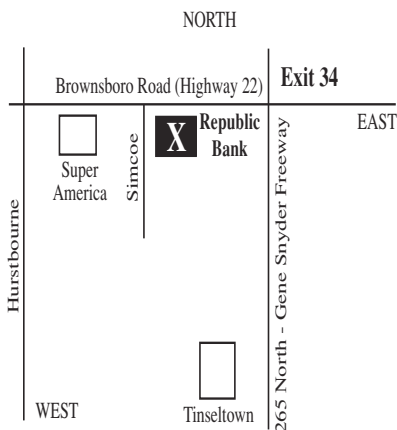 NORTH
Brownsboro Road (Highway 22)
Exit 34
EAST
X
Republic
Bank
Super
America
Simcoe
Hurstbourne
265 North - Gene Snyder Freeway
WEST
Tinseltown